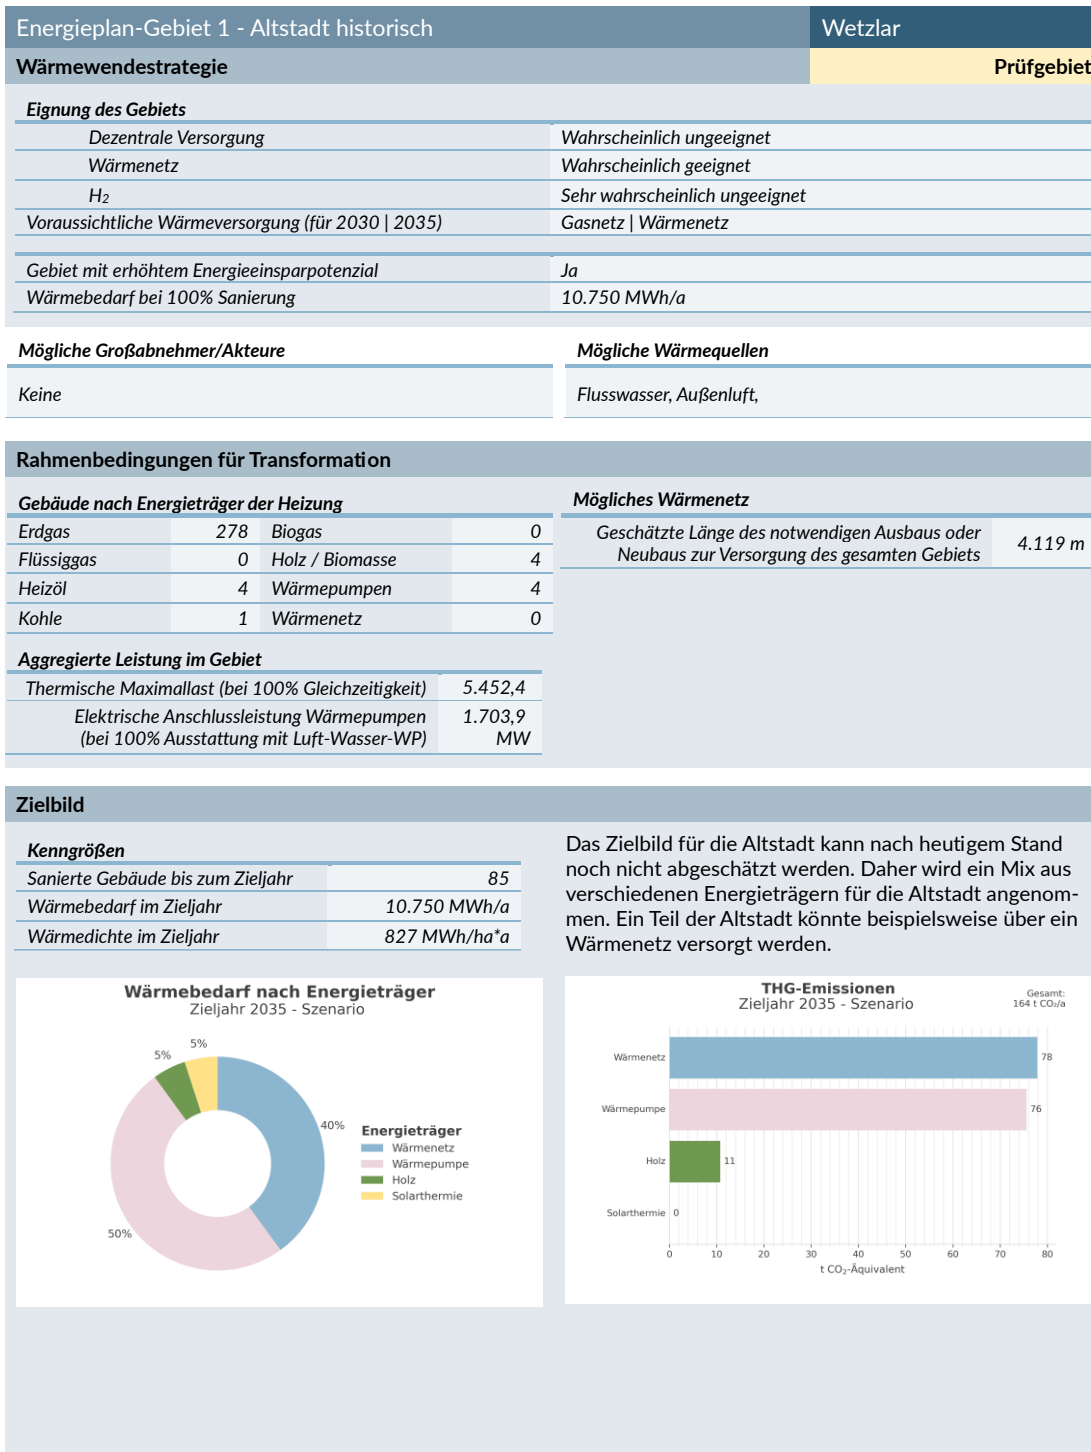 Energieplan-Gebiet 1 - Altstadt historisch Wetzlar
Wärmewendestrategie Prüfgebiet
Eignung des Gebiets
Dezentrale Versorgung Wahrscheinlich ungeeignet
Wärmenetz Wahrscheinlich geeignet
H₂ Sehr wahrscheinlich ungeeignet
Voraussichtliche Wärmeversorgung (für 2030 | 2035) Gasnetz | Wärmenetz
Gebiet mit erhöhtem Energieeinsparpotenzial Ja
Wärmebedarf bei 100% Sanierung 10.750 MWh/a
Mögliche Großabnehmer/Akteure
Keine
Mögliche Wärmequellen
Flusswasser, Außenluft,
Rahmenbedingungen für Transformation
Gebäude nach Energieträger der Heizung
Erdgas 278 Biogas 0
Flüssiggas 0 Holz / Biomasse 4
Heizöl 4 Wärmepumpen 4
Kohle 1 Wärmenetz 0
Mögliches Wärmenetz
Geschätzte Länge des notwendigen Ausbaus oder
Neubaus zur Versorgung des gesamten Gebiets 4.119 m
Aggregierte Leistung im Gebiet
Thermische Maximallast (bei 100% Gleichzeitigkeit) 5.452,4
Elektrische Anschlussleistung Wärmepumpen 1.703,9
(bei 100% Ausstattung mit Luft-Wasser-WP) MW
Zielbild
Kenngrößen
Sanierte Gebäude bis zum Zieljahr 85
Wärmebedarf im Zieljahr 10.750 MWh/a
Wärmedichte im Zieljahr 827 MWh/ha*a
Das Zielbild für die Altstadt kann nach heutigem Stand
noch nicht abgeschätzt werden. Daher wird ein Mix aus
verschiedenen Energieträgern für die Altstadt angenom-
men. Ein Teil der Altstadt könnte beispielsweise über ein
Wärmenetz versorgt werden.
Wärmebedarf nach Energieträger
Zieljahr 2035 - Szenario
5%
5%
40%
50%
Energieträger
Wärmenetz
Wärmepumpe
Holz
Solarthermie
THG-Emissionen
Zieljahr 2035 - Szenario
Gesamt:
164 t CO₂/a
Wärmenetz 78
Wärmepumpe 76
Holz 11
Solarthermie 0
0 10 20 30 40 50 60 70 80
t CO₂-Äquivalent